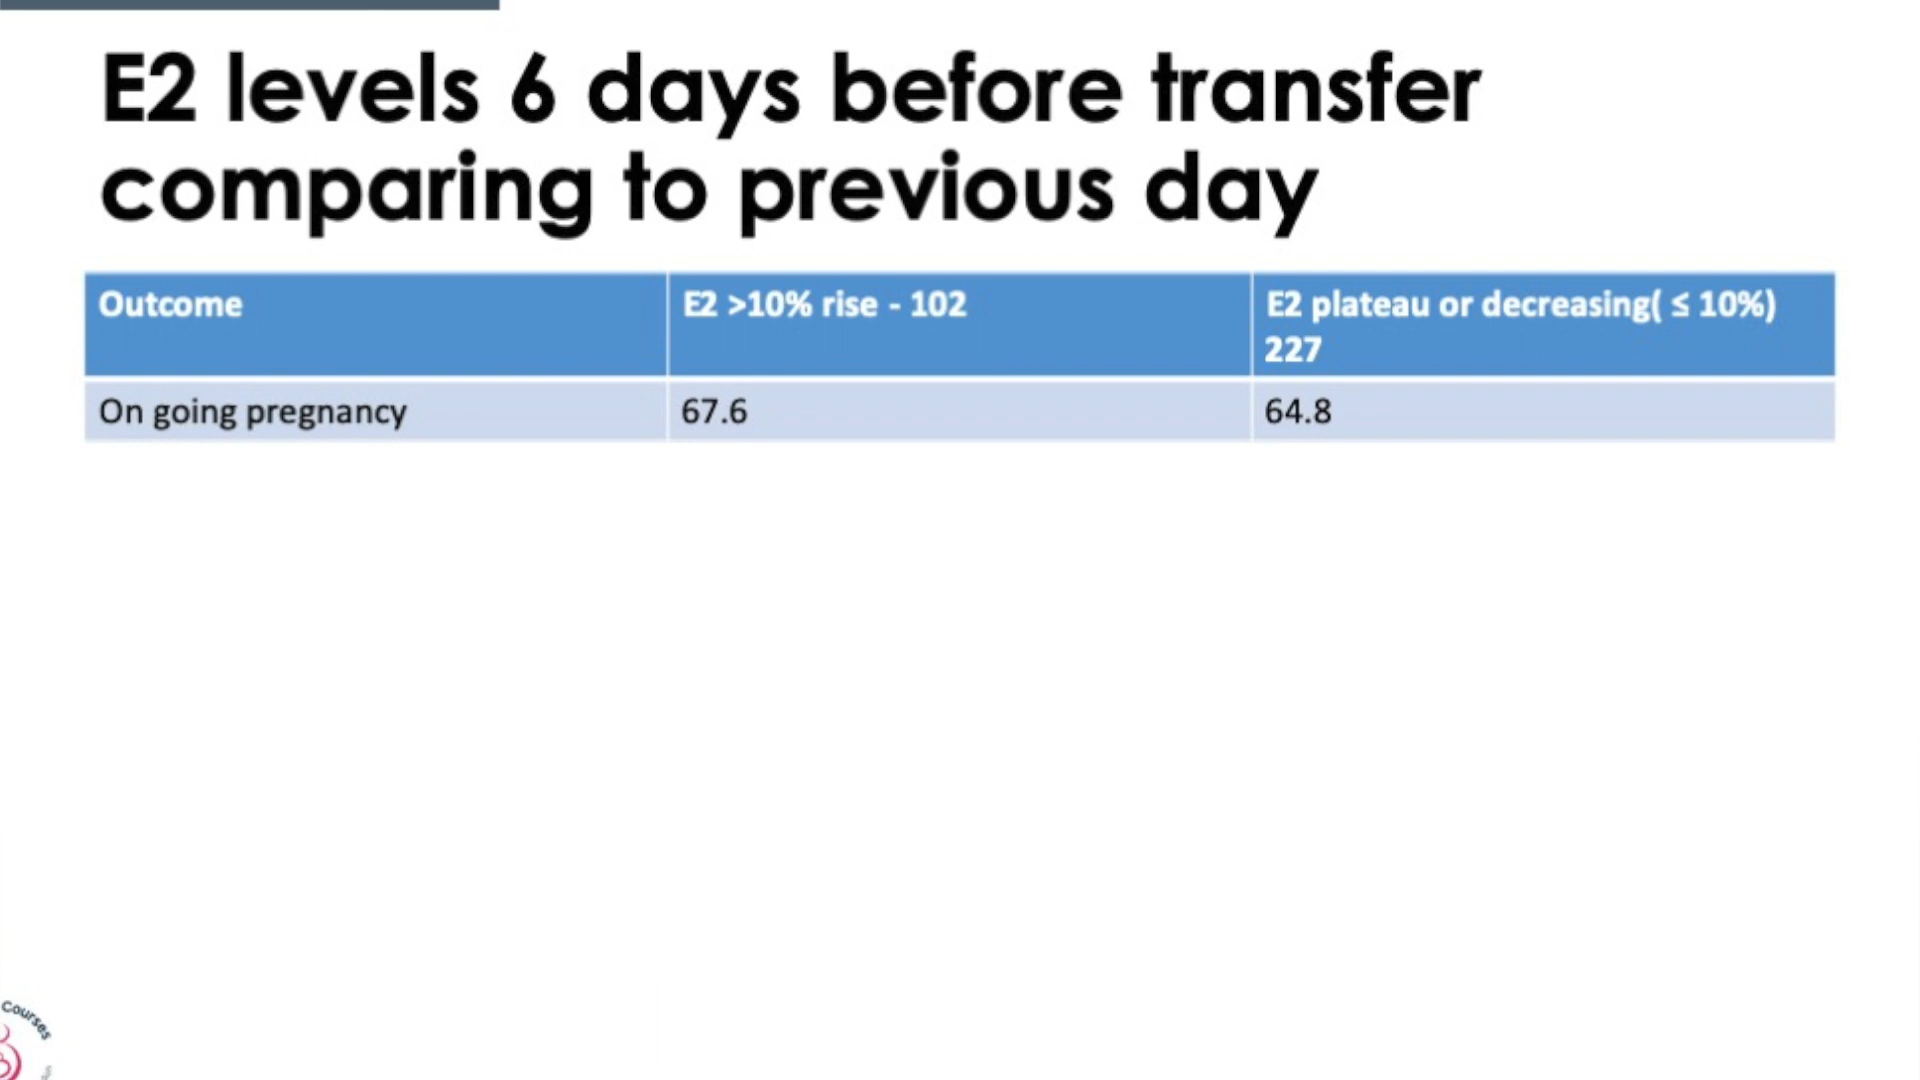 E2 levels 6 days before transfer
comparing to previous day
Outcome
E2 >10% rise - 102
E2 plateau or decreasing( ≤ 10%)
227
On going pregnancy
67.6
64.8
Courses